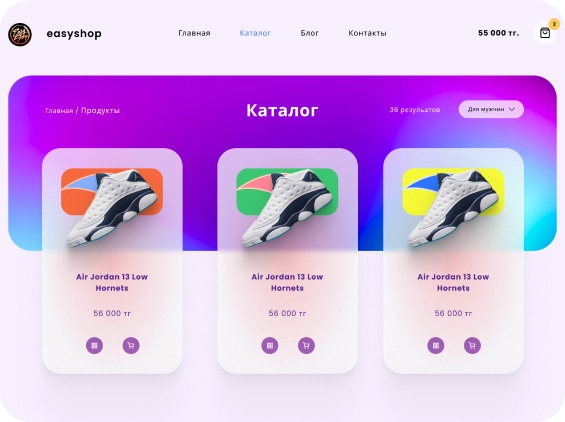 easyshop
Главная
Каталог
Блог
Контакты
55 000 тг.
2
Главная / Продукты
Каталог
36 резульатов
Для мужчин
Air Jordan 13 Low
Hornets
56 000 тг
Air Jordan 13 Low
Hornets
56 000 тг
Air Jordan 13 Low
Hornets
56 000 тг